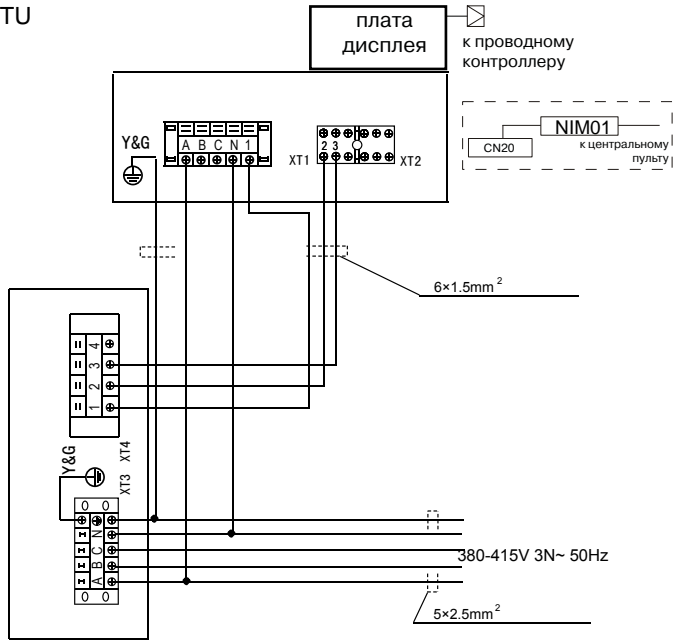 TU
плата
дисплея
к проводному
контроллеру
Y&G
A B C N 1
XT1
2 3
XT2
NIM01
CN20
к центральному
пульту
6×1.5mm²
4
3
2
1
XT4
Y&G
XT3
0 0
N
C
B
A
0 0
380-415V 3N~ 50Hz
5×2.5mm²